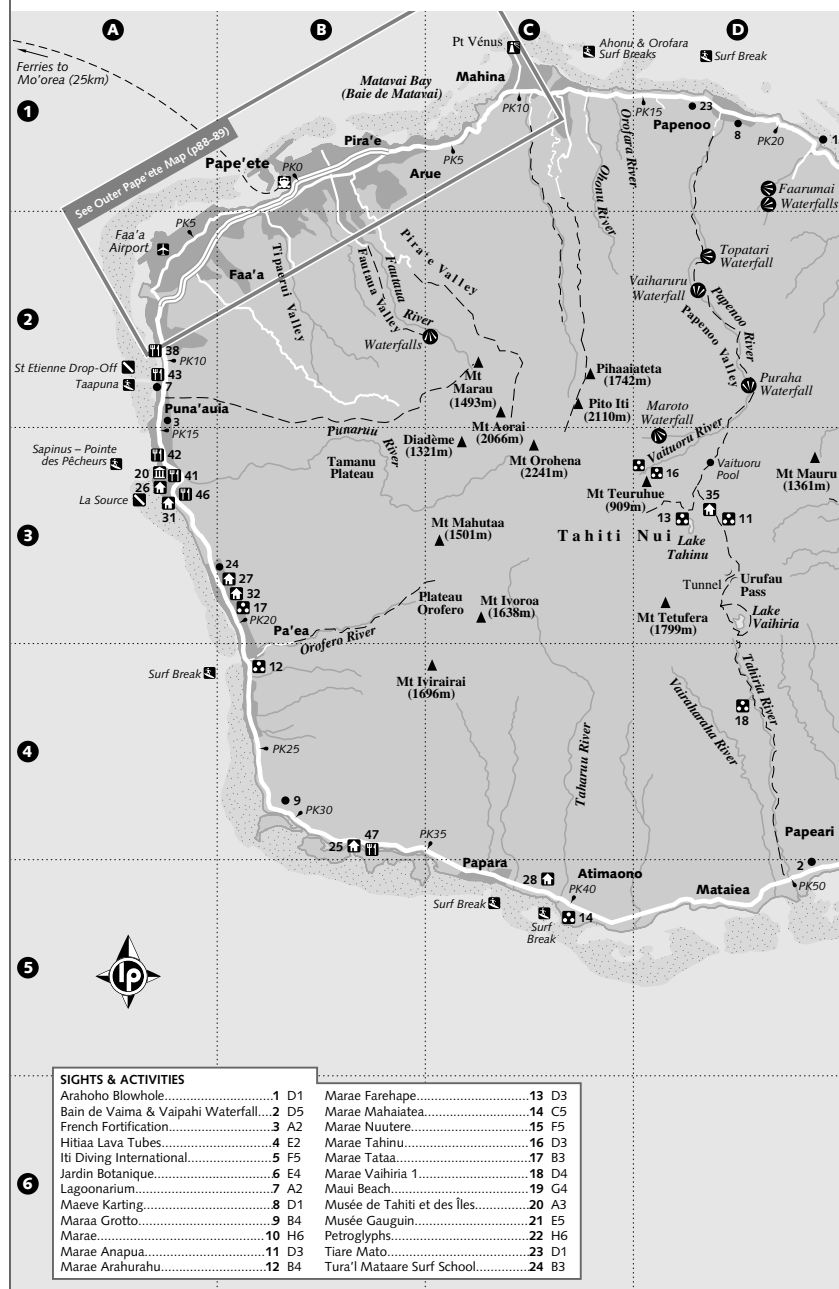 A
B
C
D
Ferries to
Mo'orea (25km)
Pt Vénus
Ahonu & Orofara
Surf Breaks
Surf Break
Matavai Bay
(Baie de Matavai)
Mahina
1
PK10
PK15
23
Papenoo
8
PK20
1
See Outer Pape'ete Map (p88–89)
Pape'ete
PK0
Pira'e
PK5
Arue
Orofara River
Ohonu River
Faarumai
Waterfalls
PK5
Faa'a
Airport
Faa'a
Tipaerui Valley
Fautaua Valley
Fautaua
River
Pirate Valley
Topatari
Waterfall
Vaiharuru
Waterfall
Papenoo River
Papenoo Valley
2
Waterfalls
38
PK10
St Etienne Drop-Off
43
Taapuna
7
Mt
Marau
(1493m)
Pihaaiateta
(1742m)
Pito Iti
(2110m)
Puraha
Waterfall
Puna'auia
3
PK15
Punaruu
River
Mt Aorai
(2066m)
Maroto
Waterfall
Diadème
(1321m)
Mt Orohena
(2241m)
Vaituoru River
Sapinus – Pointe
des Pêcheurs
42
20
41
26
46
La Source
31
Tamanu
Plateau
16
Vaituoru
Pool
Mt Mauru
(1361m)
Mt Teuruhue
(909m)
35
3
Mt Mahutaa
(1501m)
Tahiti Nui
13
11
Lake
Tahinu
24
27
32
17
PK20
Plateau
Orofero
Mt Ivoroa
(1638m)
Tunnel
Urufau
Pass
Mt Tetufera
(1799m)
Lake
Vaihiria
Pa'ea
Orofero River
Surf Break
12
Mt Ivirairai
(1696m)
Tahiria River
18
Vairaharaha River
Taharuu River
4
PK25
9
PK30
25
47
PK35
Papeari
2
Papara
28
Atimaono
PK40
Mataiea
PK50
Surf Break
Surf
Break
14
5
lp
6
SIGHTS & ACTIVITIES
Arahoho Blowhole..............................1 D1
Bain de Vaima & Vaipahi Waterfall....2 D5
French Fortification............................3 A2
Hitiaa Lava Tubes..............................4 E2
Iti Diving International........................5 F5
Jardin Botanique................................6 E4
Lagoonarium.....................................7 A2
Maeve Karting...................................8 D1
Maraa Grotto.....................................9 B4
Marae..............................................10 H6
Marae Anapua..................................11 D3
Marae Arahurahu..............................12 B4
Marae Farehape................................13 D3
Marae Mahaiatea..............................14 C5
Marae Nuutere..................................15 F5
Marae Tahinu....................................16 D3
Marae Tataa......................................17 B3
Marae Vaihiria 1................................18 D4
Maui Beach.......................................19 G4
Musée de Tahiti et des Îles................20 A3
Musée Gauguin.................................21 E5
Petroglyphs.......................................22 H6
Tiare Mato........................................23 D1
Tura'I Mataare Surf School................24 B3